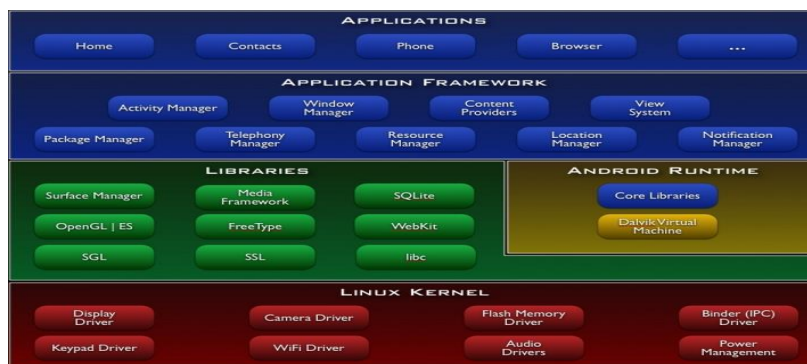 APPLICATIONS
Home Contacts Phone Browser ...
APPLICATION FRAMEWORK
Activity Manager Window Manager Content Providers View System
Package Manager Telephony Manager Resource Manager Location Manager Notification Manager
LIBRARIES
Surface Manager Media Framework SQLite
OpenGL | ES FreeType WebKit
SGL SSL libc
ANDROID RUNTIME
Core Libraries
Dalvik Virtual Machine
LINUX KERNEL
Display Driver Camera Driver Flash Memory Driver Binder (IPC) Driver
Keypad Driver WiFi Driver Audio Drivers Power Management